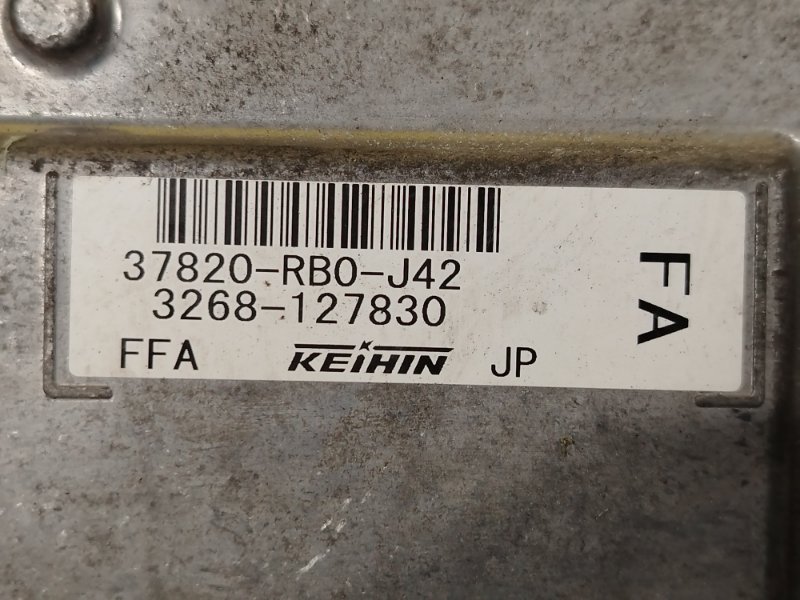 37820-RB0-J42
3268-127830
FFA KEIHIN JP
FA